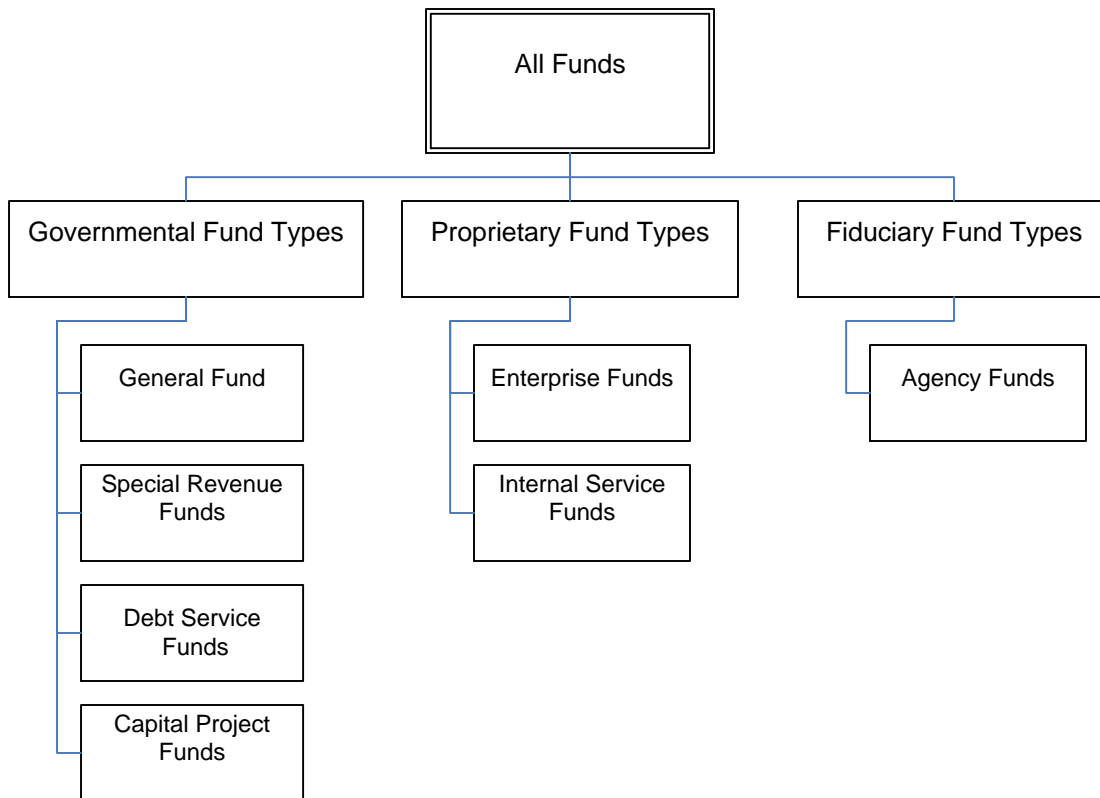 All Funds
Governmental Fund Types
Proprietary Fund Types
Fiduciary Fund Types
General Fund
Special Revenue
Funds
Debt Service
Funds
Capital Project
Funds
Enterprise Funds
Internal Service
Funds
Agency Funds